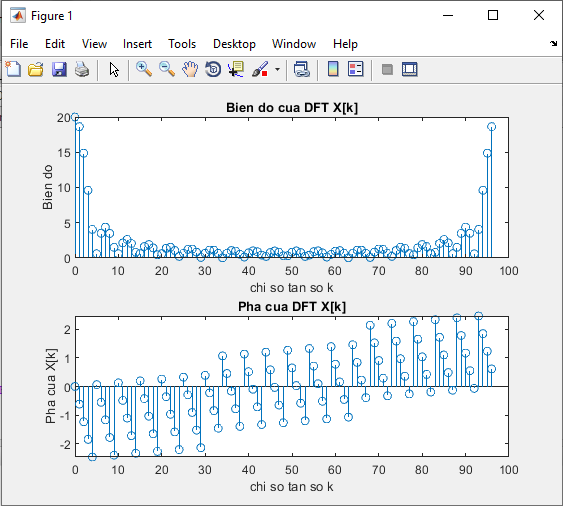 Figure 1
File Edit View Insert Tools Desktop Window Help
Bien do cua DFT X[k]
Bien do
20
15
10
5
0
0 10 20 30 40 50 60 70 80 90 100
chi so tan so k
Pha cua DFT X[k]
Pha cua X[k]
2
1
0
-1
-2
0 10 20 30 40 50 60 70 80 90 100
chi so tan so k